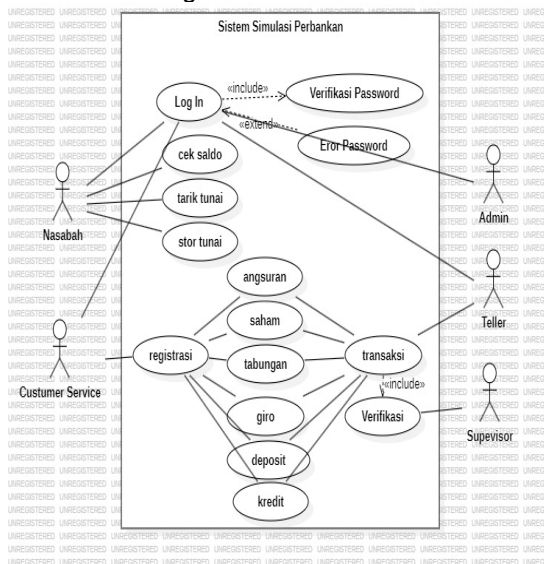 Sistem Simulasi Perbankan
Log In
«include»
Verifikasi Password
«extend»
Eror Password
cek saldo
tarik tunai
stor tunai
Nasabah
Admin
angsuran
saham
Teller
registrasi
tabungan
transaksi
«include»
Custumer Service
giro
Verifikasi
Supevisor
deposit
kredit
UNREGISTERED